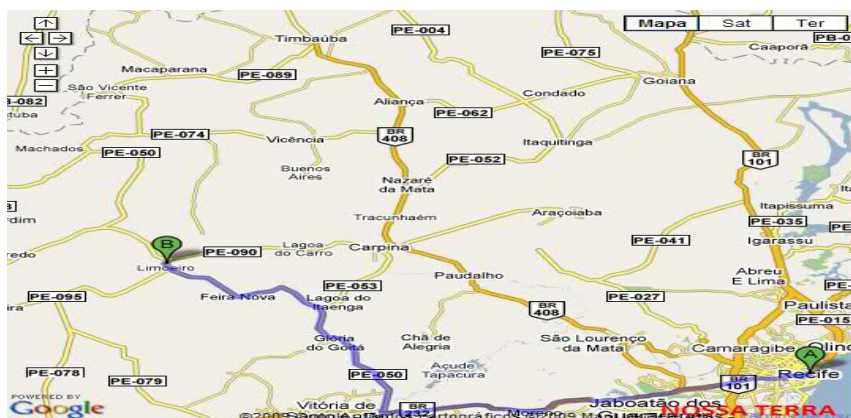 Mapa Sat Ter
Timbaúba
PE-004
PE-075
PB-0
Caaporã
Macaparana
PE-089
Goiana
São Vicente
Ferrer
Condado
PB-082
Aliança
PE-062
PE-074
Vicência
BR
408
Itaquitinga
Machados
PE-050
PE-052
BR
101
Buenos
Aires
Nazaré
da Mata
Itapissuma
Tracunhaém
Araçoiaba
PE-035
Igarassu
B
PE-090
Lagoa
do Carro
Carpina
PE-041
Limoeiro
Paudalho
Abreu
E Lima
PE-053
PE-095
Feira Nova
Lagoa do
Itaenga
PE-027
Paulista
BR
408
PE-015
Glória
do Goitá
Chã de
Alegria
São Lourenço
da Mata
Camaragibe
Olin
A
PE-078
PE-079
PE-050
Açude
Tapacura
BR
101
Recife
POWERED BY
Google
Vitória de
232
Moreno
Jaboatão dos
NOSSA TERRA